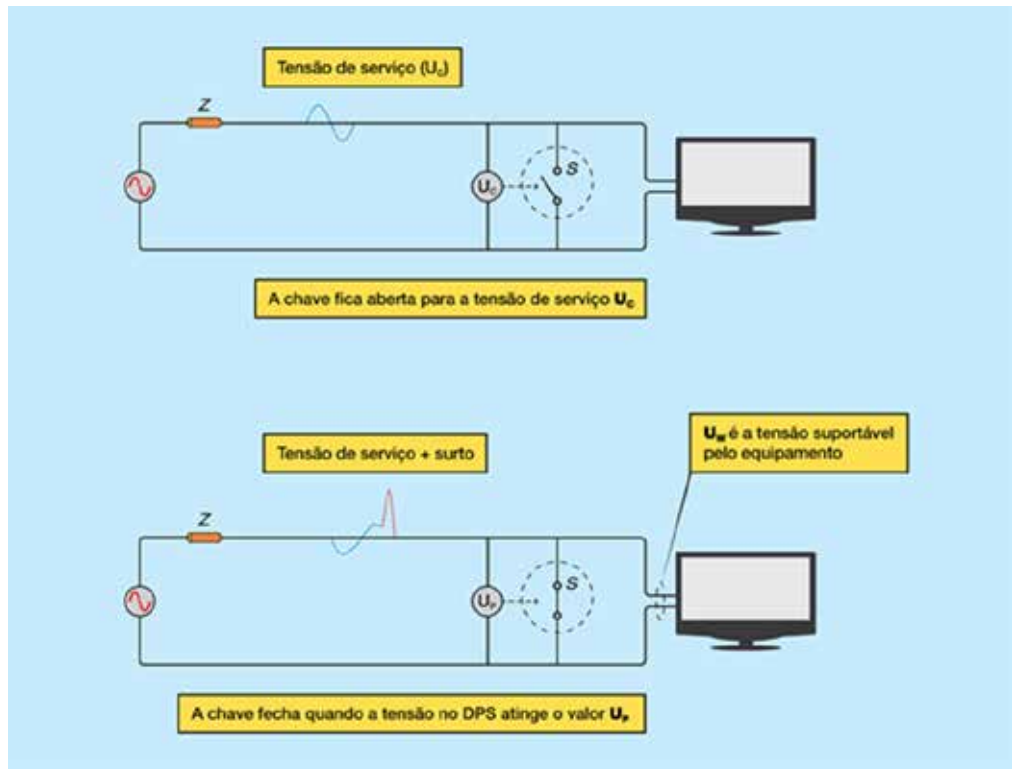 Tensão de serviço (Uc)
Z
Uc
S
A chave fica aberta para a tensão de serviço Uc
Uw é a tensão suportável
pelo equipamento
Tensão de serviço + surto
Z
Up
S
A chave fecha quando a tensão no DPS atinge o valor Up